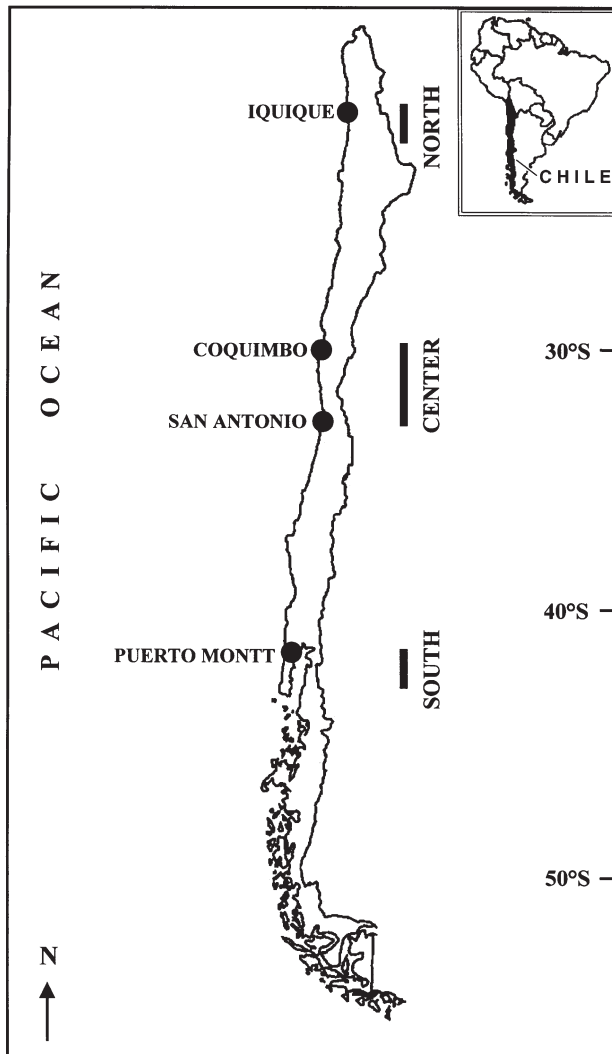 IQUIQUE
NORTH
CHILE
PACIFIC OCEAN
COQUIMBO
CENTER
30°S
SAN ANTONIO
40°S
PUERTO MONTT
SOUTH
50°S
N